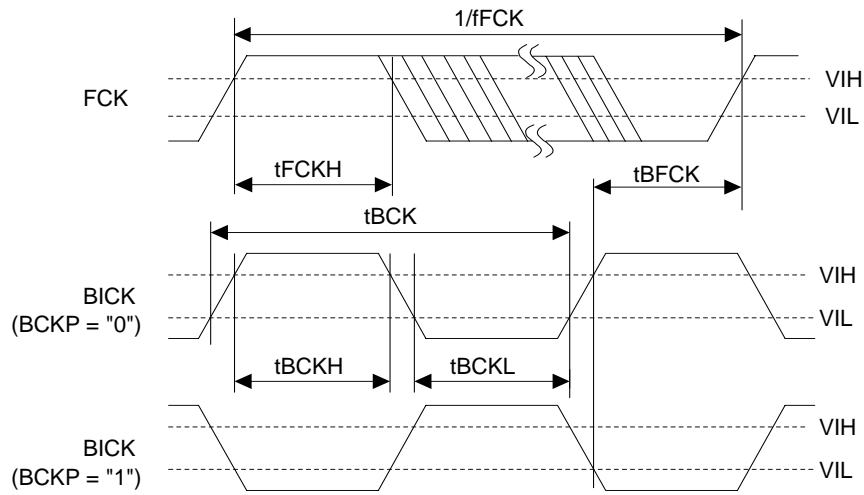 1/fFCK
FCK
VIH
VIL
tFCKH
tBFCK
tBCK
BICK
(BCKP = "0")
VIH
VIL
tBCKH
tBCKL
BICK
(BCKP = "1")
VIH
VIL